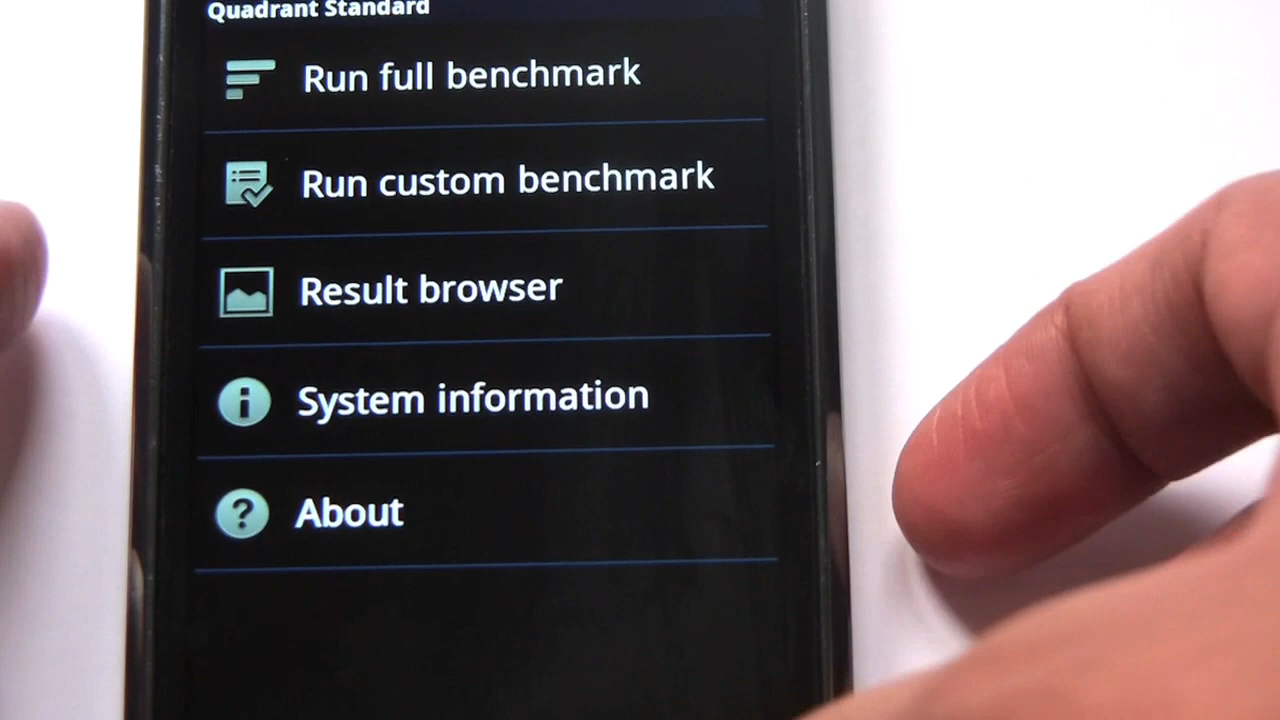 Quadrant Standard
Run full benchmark
Run custom benchmark
Result browser
System information
About